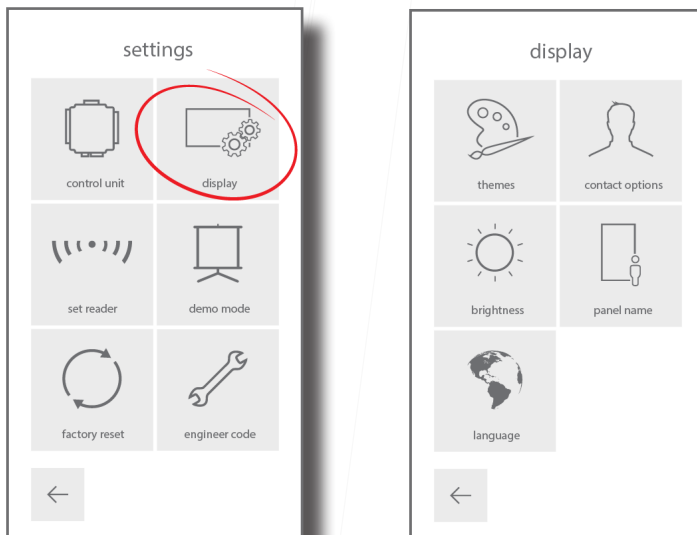 settings
control unit
display
set reader
demo mode
factory reset
engineer code
display
themes
contact options
brightness
panel name
language